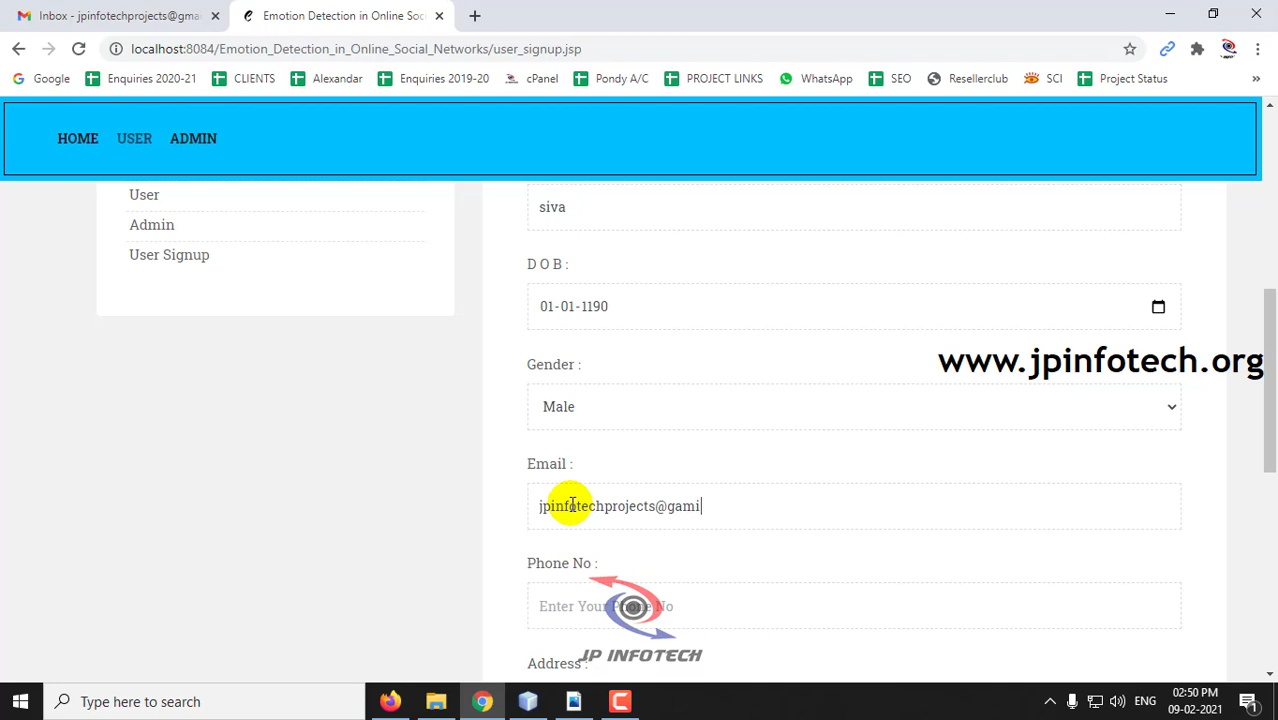 Inbox - jpinfotechprojects@gma
Emotion Detection in Online Soc
localhost:8084/Emotion_Detection_in_Online_Social_Networks/user_signup.jsp
Google Enquiries 2020-21 CLIENTS Alexandar Enquiries 2019-20 cPanel Pondy A/C PROJECT LINKS WhatsApp SEO Resellerclub SCI Project Status »
HOME USER ADMIN
User
Admin
User Signup
siva
D O B :
01-01-1190
Gender :
www.jpinfotech.org
Male
Email :
jpinfotechprojects@gami
Phone No :
Enter Your Phone No
JP INFOTECH
Address :
Type here to search
ENG
02:50 PM
09-02-2021
1